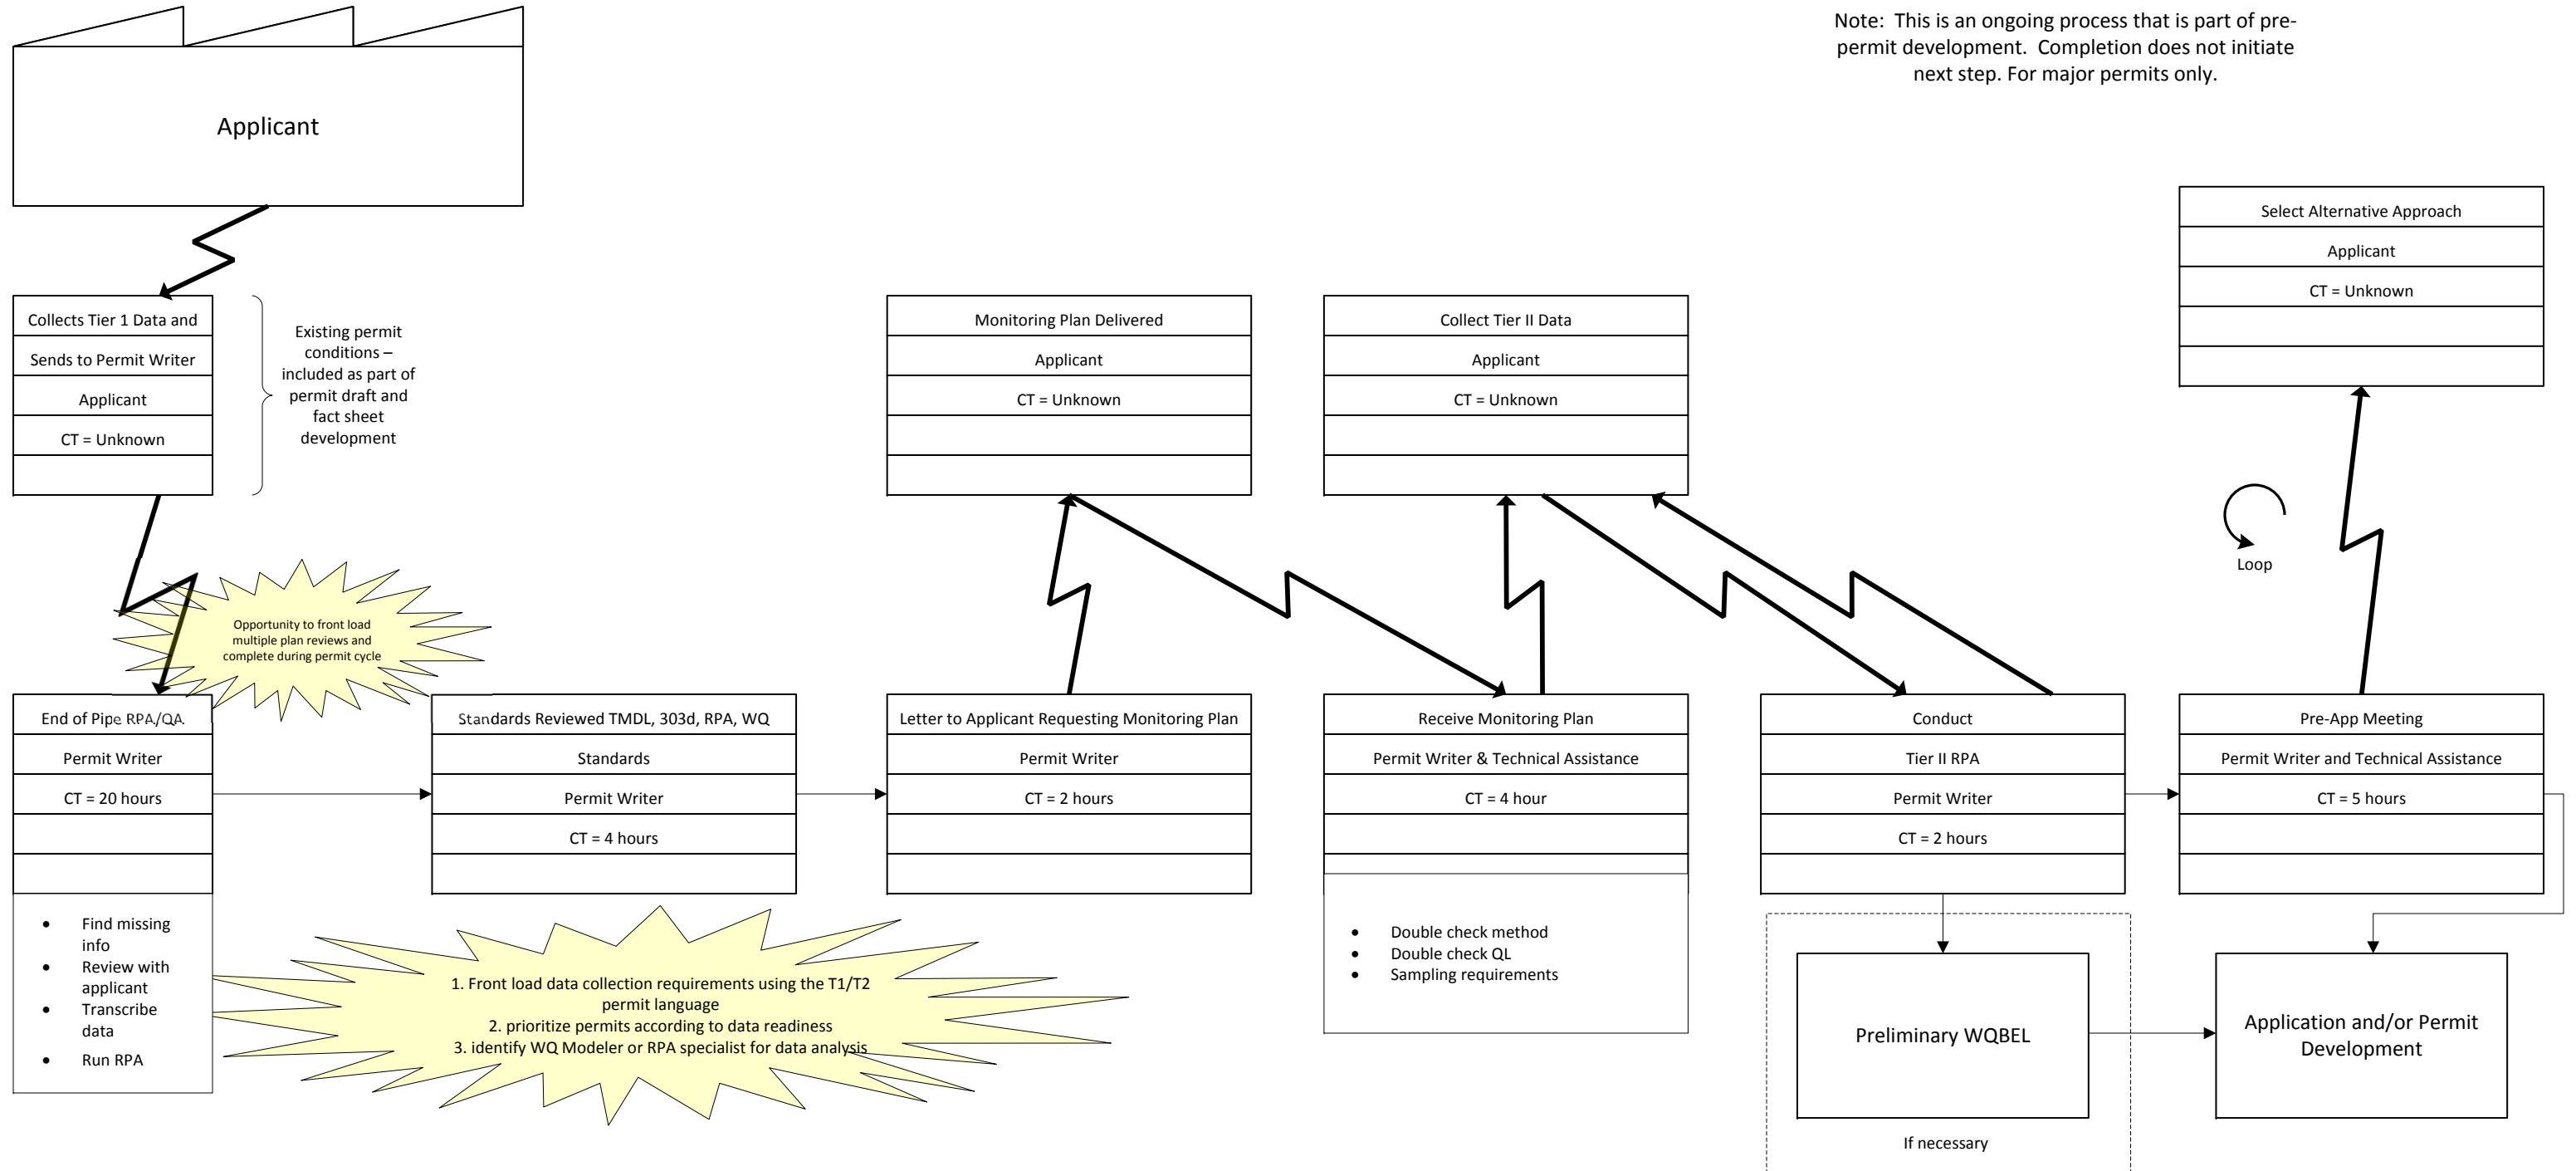 Note:  This is an ongoing process that is part of pre-
permit development.  Completion does not initiate
next step. For major permits only.
Applicant
Collects Tier 1 Data and
Sends to Permit Writer
Applicant
CT = Unknown
Existing permit
conditions –
included as part of
permit draft and
fact sheet
development
Monitoring Plan Delivered
Applicant
CT = Unknown
Collect Tier II Data
Applicant
CT = Unknown
Select Alternative Approach
Applicant
CT = Unknown
Loop
Opportunity to front load
multiple plan reviews and
complete during permit cycle
End of Pipe RPA/QA
Permit Writer
CT = 20 hours
• Find missing
info
• Review with
applicant
• Transcribe
data
• Run RPA
Standards Reviewed TMDL, 303d, RPA, WQ
Standards
Permit Writer
CT = 4 hours
Letter to Applicant Requesting Monitoring Plan
Permit Writer
CT = 2 hours
Receive Monitoring Plan
Permit Writer & Technical Assistance
CT = 4 hour
• Double check method
• Double check QL
• Sampling requirements
Conduct
Tier II RPA
Permit Writer
CT = 2 hours
Pre-App Meeting
Permit Writer and Technical Assistance
CT = 5 hours
1. Front load data collection requirements using the T1/T2
permit language
2. prioritize permits according to data readiness
3. identify WQ Modeler or RPA specialist for data analysis
Preliminary WQBEL
If necessary
Application and/or Permit
Development